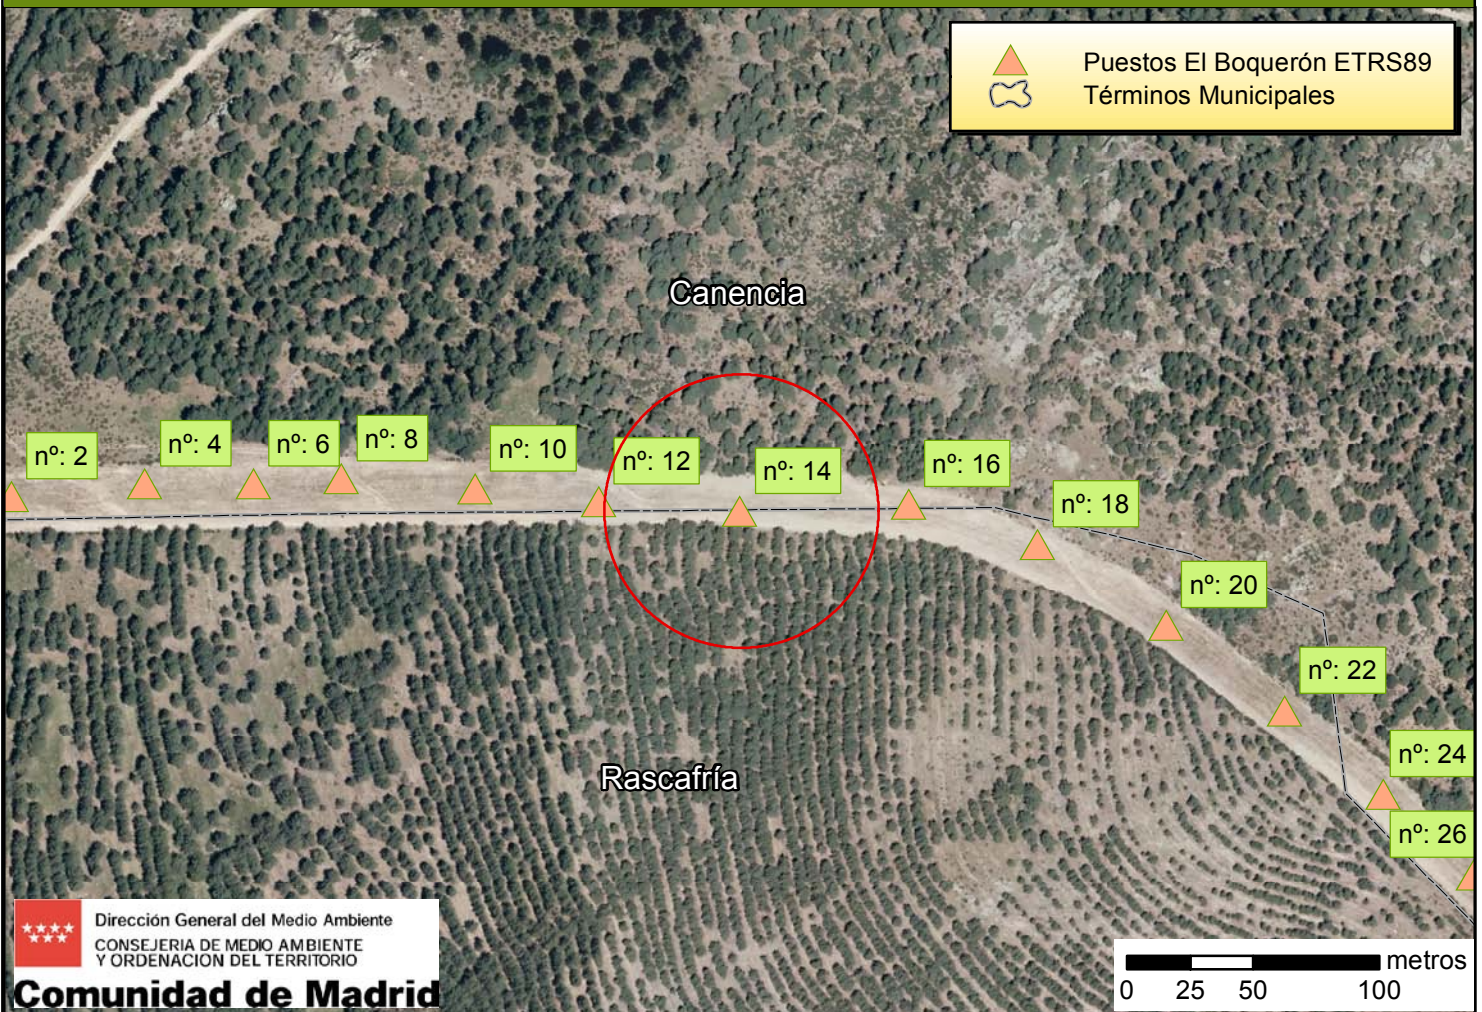 Puestos El Boquerón ETRS89
Términos Municipales
Canencia
nº: 2
nº: 4
nº: 6
nº: 8
nº: 10
nº: 12
nº: 14
nº: 16
nº: 18
nº: 20
nº: 22
nº: 24
nº: 26
Rascafría
Dirección General del Medio Ambiente
CONSEJERIA DE MEDIO AMBIENTE
Y ORDENACION DEL TERRITORIO
Comunidad de Madrid
metros
0 25 50 100